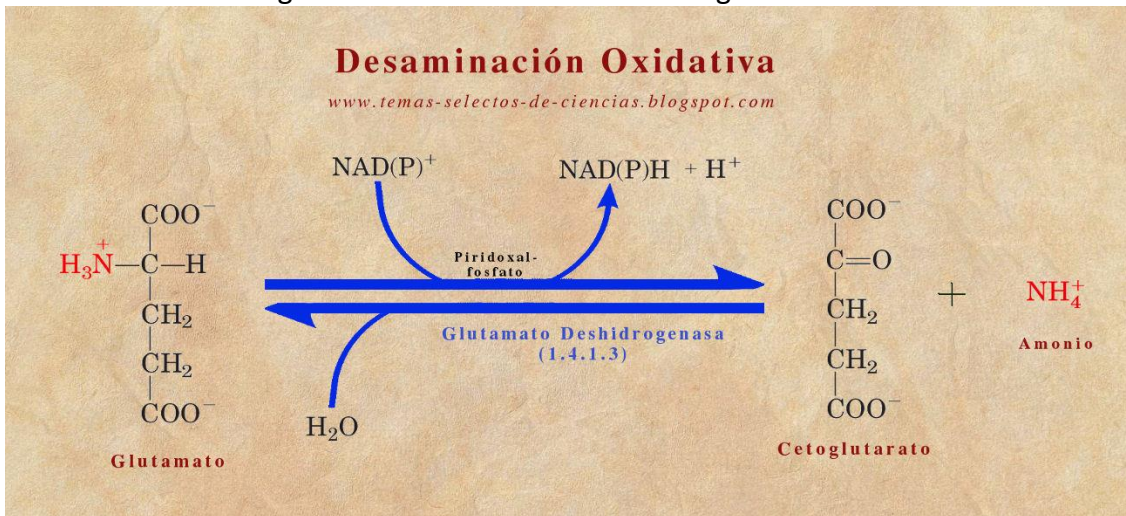 Desaminación Oxidativa
www.temas-selectos-de-ciencias.blogspot.com
NAD(P)⁺
NAD(P)H + H⁺
COO⁻
H₃N⁺—C—H
CH₂
CH₂
COO⁻
Glutamato
Piridoxal-
fosfato
Glutamato Deshidrogenasa
(1.4.1.3)
H₂O
COO⁻
C=O
CH₂
CH₂
COO⁻
Cetoglutarato
+
NH₄⁺
Amonio